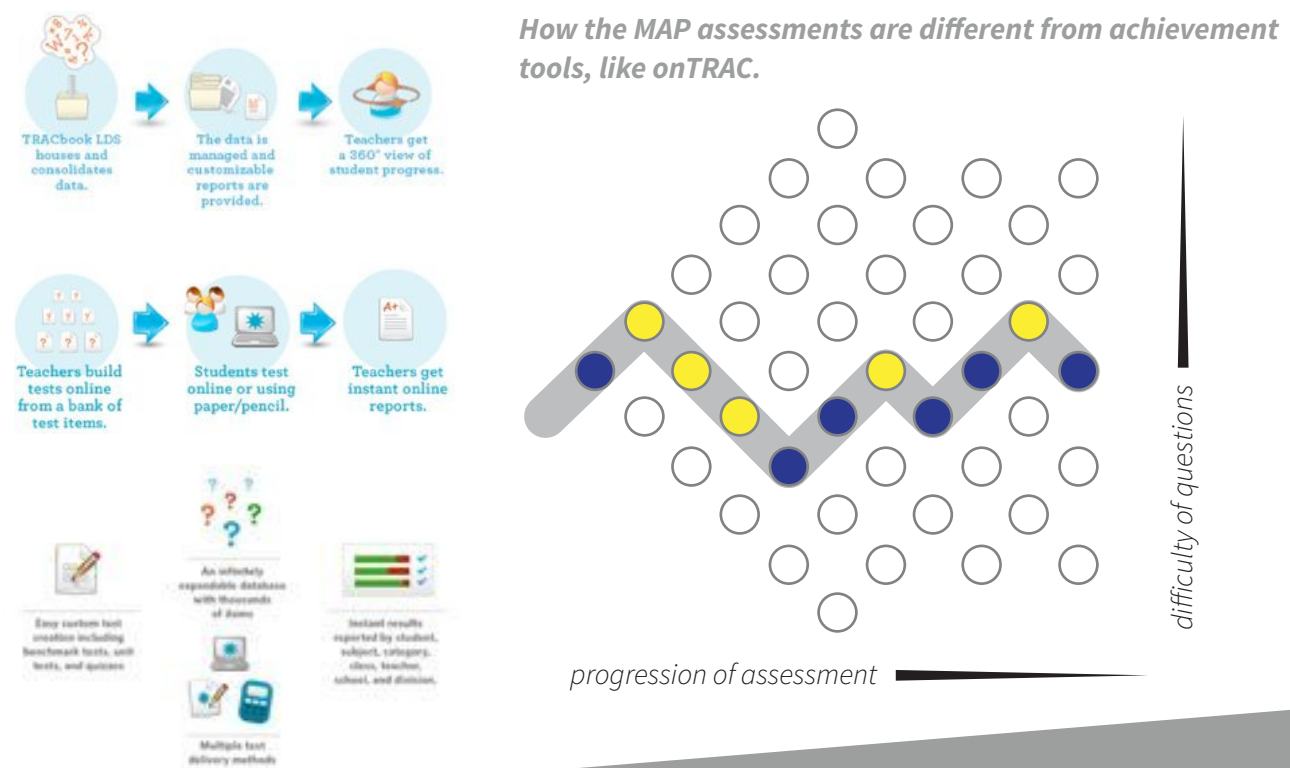 How the MAP assessments are different from achievement
tools, like onTRAC.
TRACbook LDS
houses and
consolidates
data.
The data is
managed and
customizable
reports are
provided.
Teachers get
a 360° view of
student progress.
Teachers build
tests online
from a bank of
test items.
Students test
online or using
paper/pencil.
Teachers get
instant online
reports.
A+
Easy custom test
creation including
benchmark tests, unit
tests, and quizzes
An infinitely
expandable database
with thousands
of items
Instant results
reported by student,
subject, category,
class, teacher,
school, and division.
Multiple test
delivery methods
difficulty of questions
progression of assessment